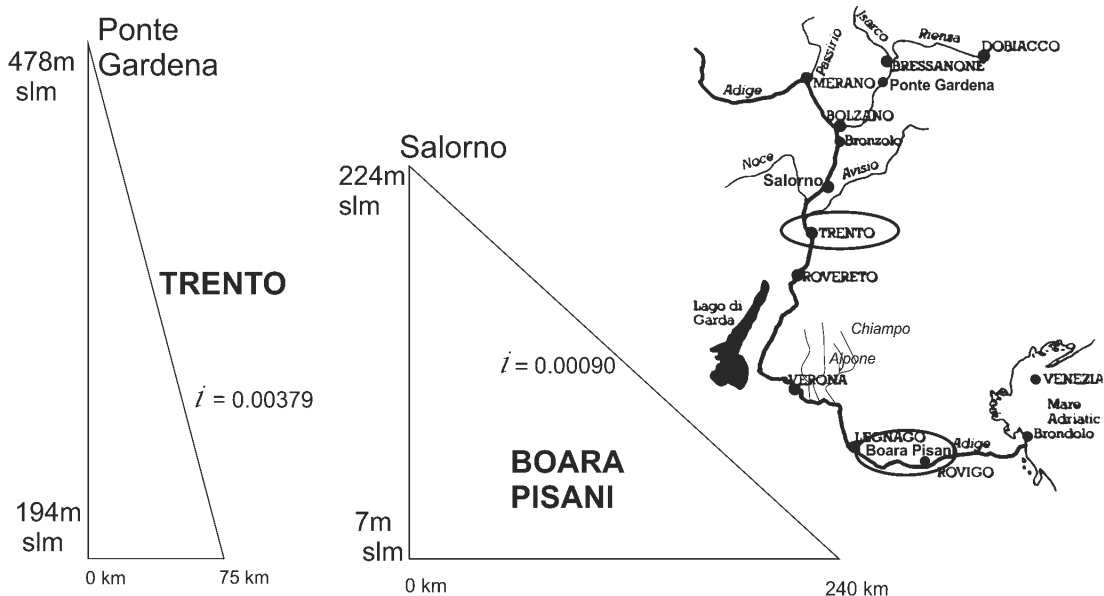 Ponte
Gardena
478m
slm
TRENTO
i = 0.00379
194m
slm
0 km
75 km
Salorno
224m
slm
i = 0.00090
BOARA
PISANI
7m
slm
0 km
240 km
Isarco
Rienza
DOBIACCO
Passirio
BRESSANONE
MERANO
Ponte Gardena
Adige
BOLZANO
Bronzolo
Noce
Avisio
Salorno
TRENTO
ROVERETO
Lago di
Garda
Chiampo
Alpone
VERONA
VENEZIA
Mare
Adriatic
Brondolo
LEGNAGO
Adige
Boara Pisani
ROVIGO